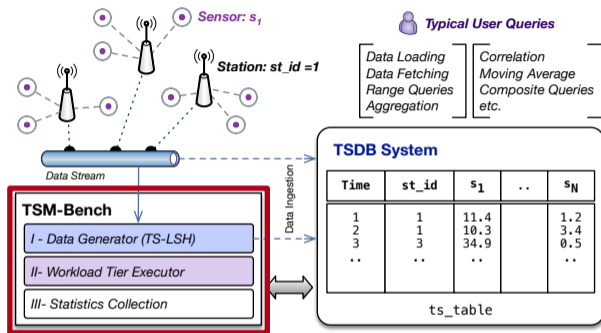 Sensor: s1
Station: st_id =1
Typical User Queries
Data Loading
Data Fetching
Range Queries
Aggregation
Correlation
Moving Average
Composite Queries
etc.
Data Stream
Data Ingestion
TSM-Bench
I - Data Generator (TS-LSH)
II- Workload Tier Executor
III- Statistics Collection
TSDB System
Time st_id s1 .. sN
1 1 11.4 1.2
2 1 10.3 3.4
3 3 34.9 0.5
.. .. .. ..
ts_table